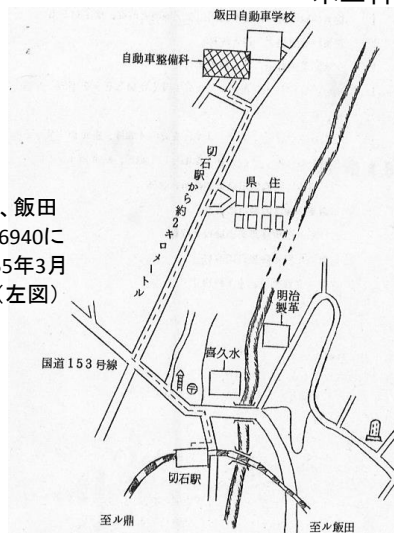 飯田自動車学校
自動車整備科
切石駅から約2キロメートル
県住
、飯田
6940に
5年3月
(左図)
明治
製革
喜久水
国道153号線
切石駅
至ル鼎
至ル飯田